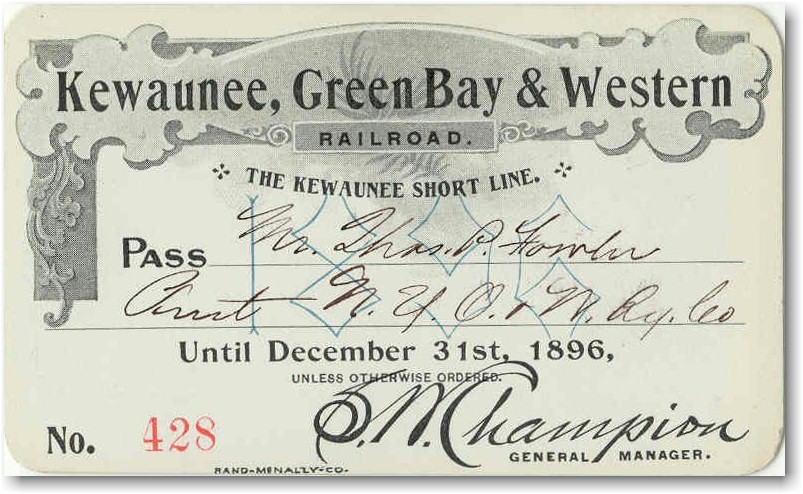 Kewaunee, Green Bay & Western
RAILROAD.
THE KEWAUNEE SHORT LINE.
PASS Mr. Thos. P. Fowler
Prest - N. Y. O. & W. Ry. Co
Until December 31st, 1896,
UNLESS OTHERWISE ORDERED.
S. W. Champion
GENERAL MANAGER.
No. 428
RAND-McNALLY-CO.